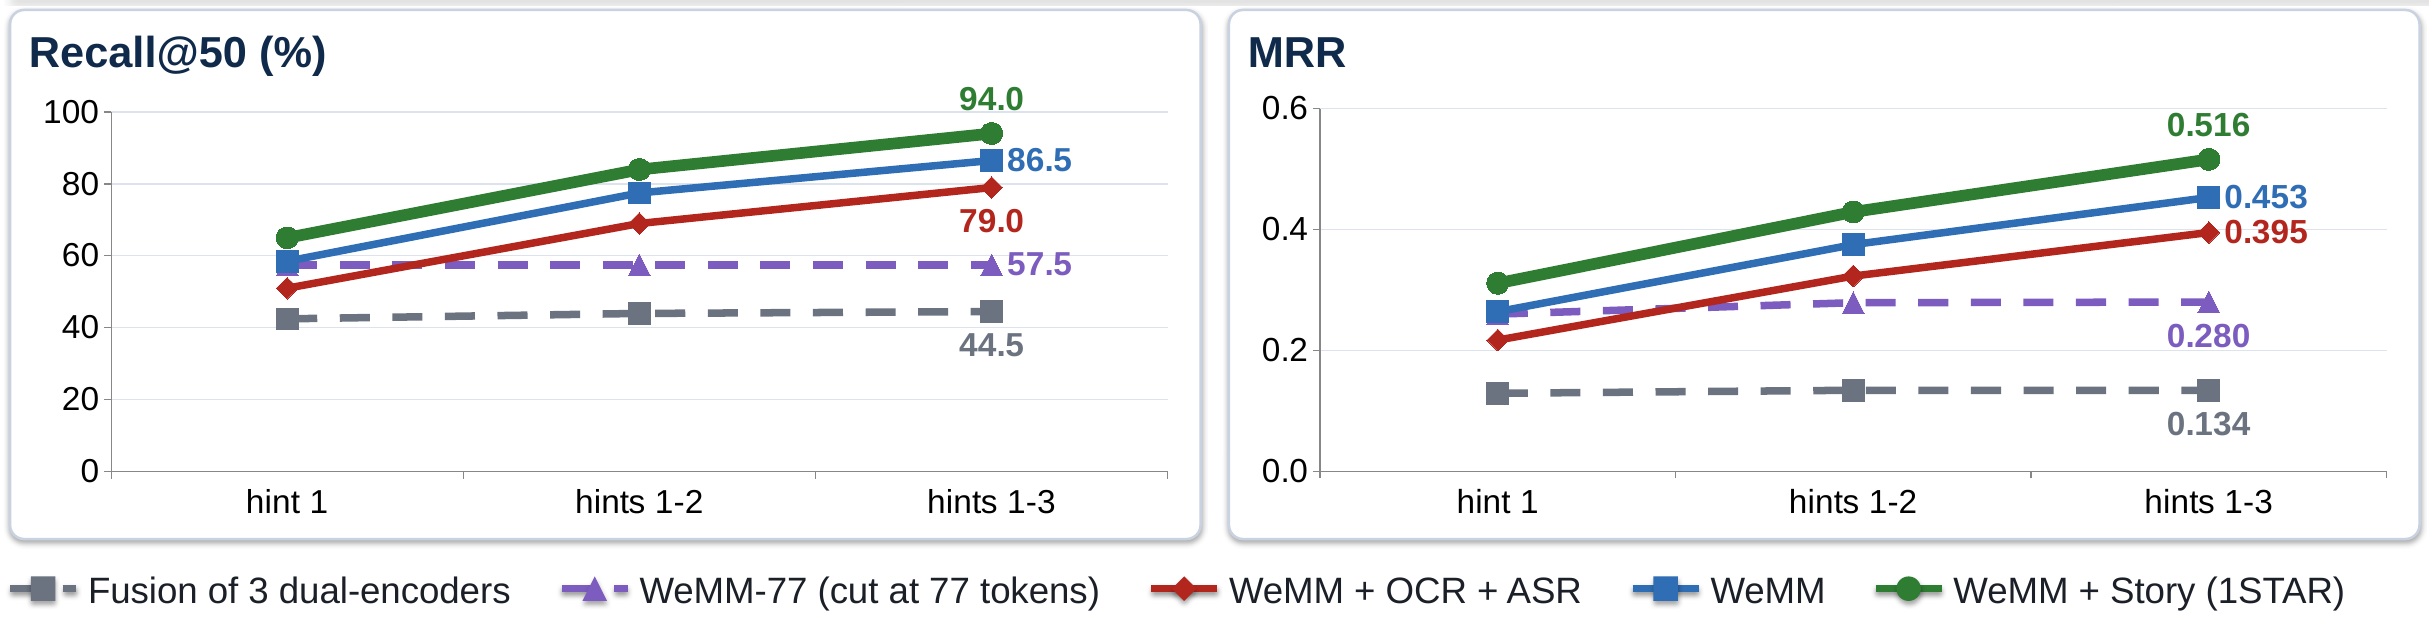 Recall@50 (%)
100
80
60
40
20
0
94.0
86.5
79.0
57.5
44.5
hint 1
hints 1-2
hints 1-3
MRR
0.6
0.4
0.2
0.0
0.516
0.453
0.395
0.280
0.134
hint 1
hints 1-2
hints 1-3
Fusion of 3 dual-encoders
WeMM-77 (cut at 77 tokens)
WeMM + OCR + ASR
WeMM
WeMM + Story (1STAR)